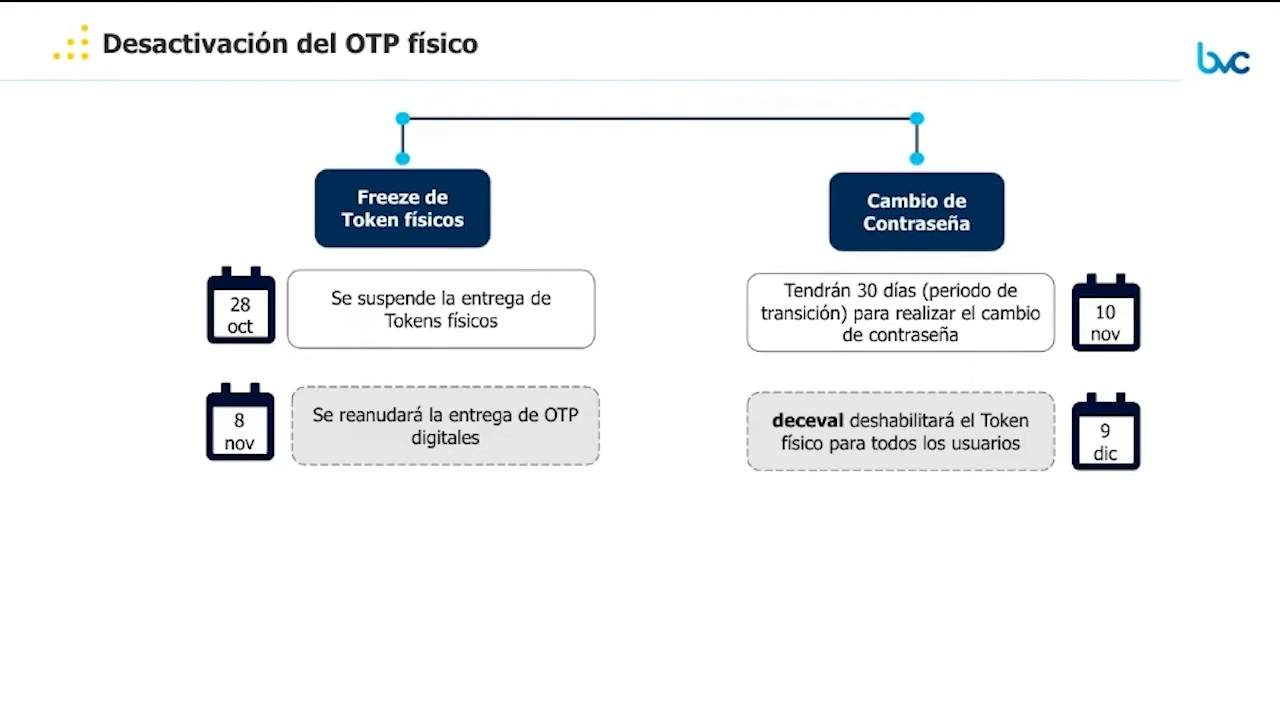 Desactivación del OTP físico
bvc
Freeze de
Token físicos
28
oct
Se suspende la entrega de
Tokens físicos
8
nov
Se reanudará la entrega de OTP
digitales
Cambio de
Contraseña
Tendrán 30 días (periodo de
transición) para realizar el cambio
de contraseña
10
nov
deceval deshabilitará el Token
físico para todos los usuarios
9
dic